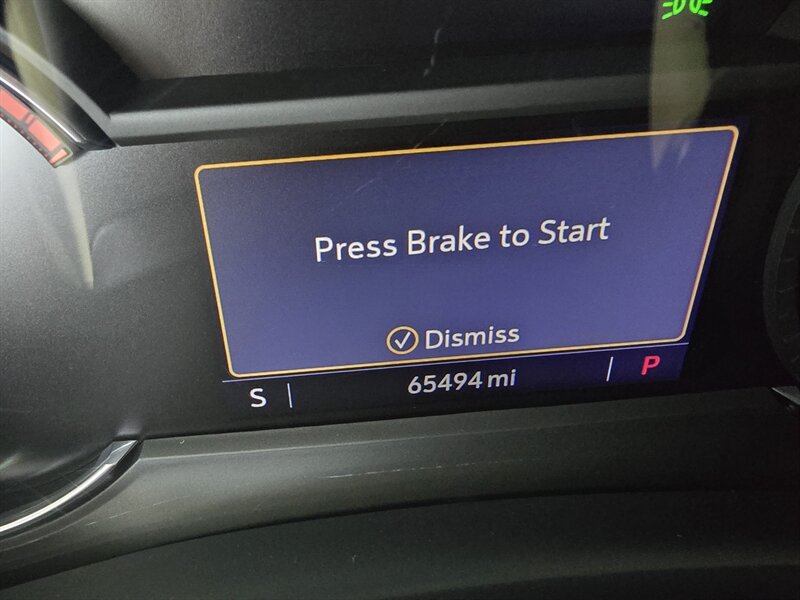 Press Brake to Start
Dismiss
S 65494 mi P